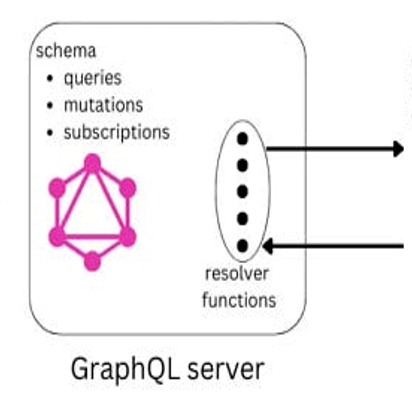 schema
• queries
• mutations
• subscriptions
resolver
functions
GraphQL server